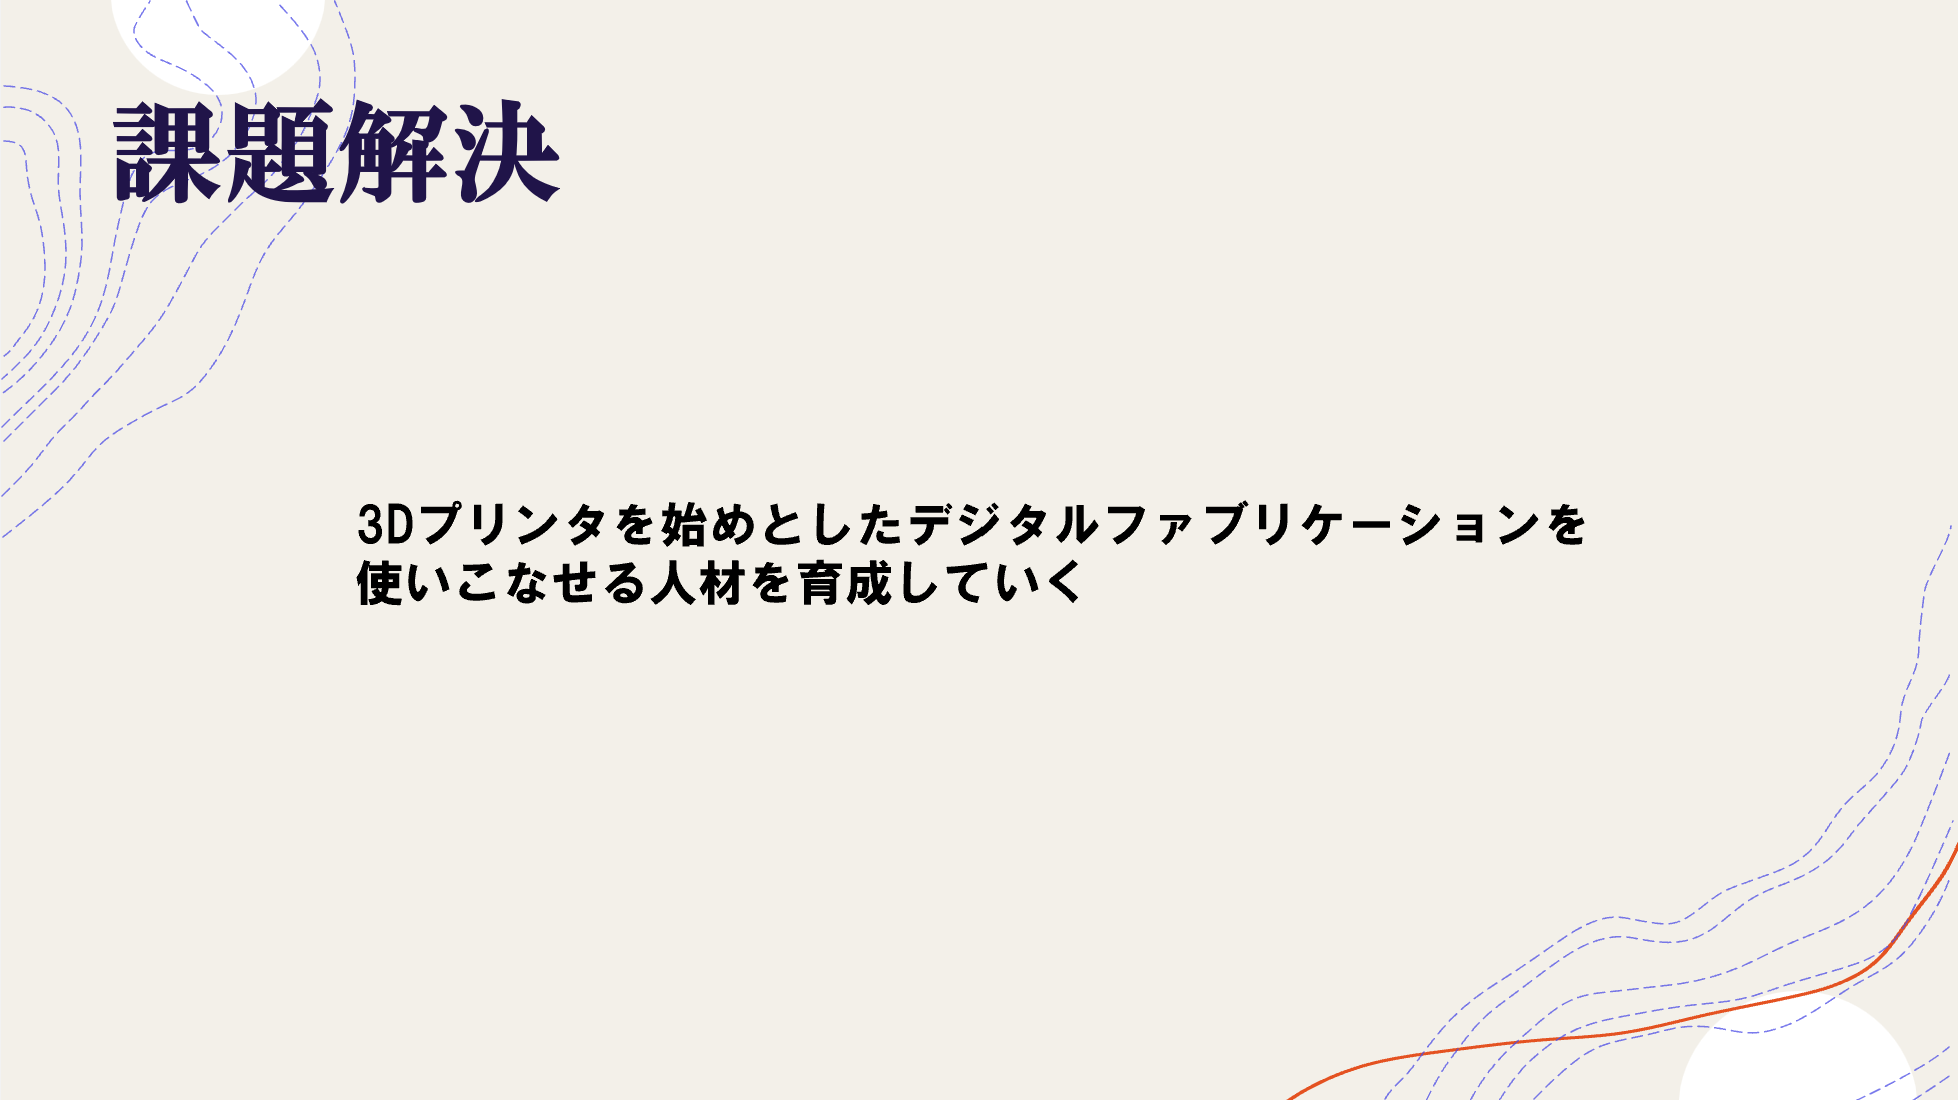 課題解決
3Dプリンタを始めとしたデジタルファブリケーションを
使いこなせる人材を育成していく